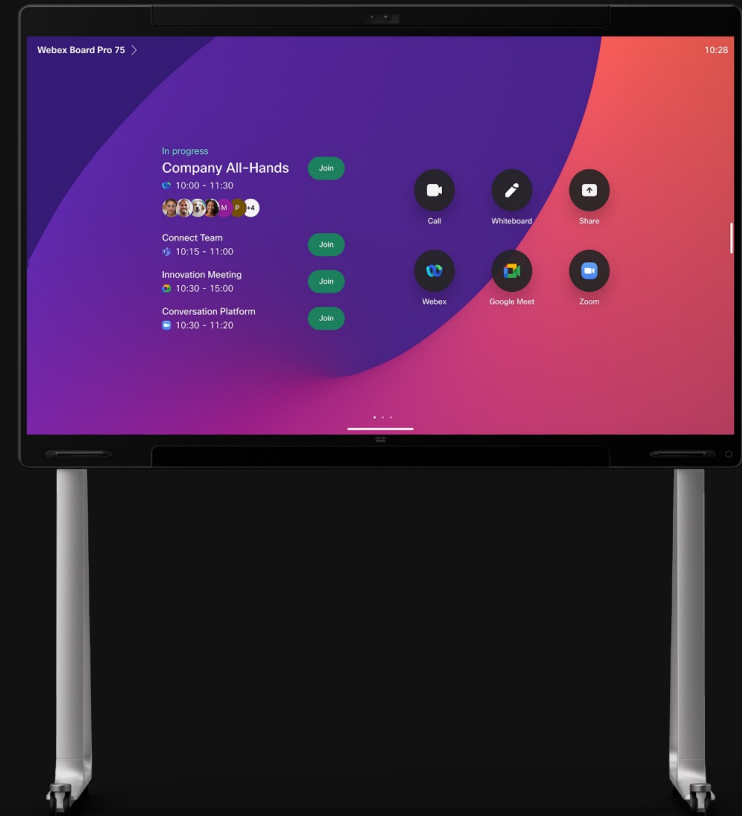 Webex Board Pro 75
10:28
In progress
Company All-Hands
Join
10:00 - 11:30
M P +4
Connect Team
10:15 - 11:00
Join
Innovation Meeting
10:30 - 15:00
Join
Conversation Platform
10:30 - 11:20
Join
Call
Whiteboard
Share
Webex
Google Meet
Zoom